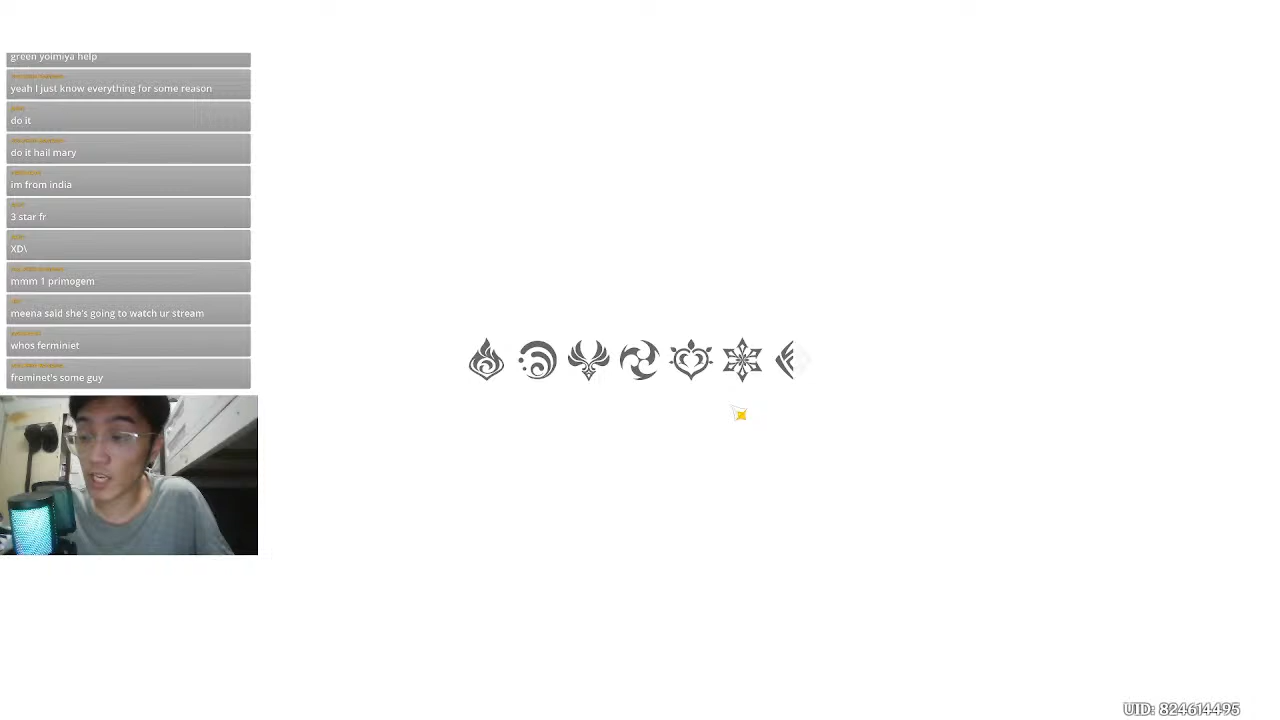 green yoimiya help
yeah I just know everything for some reason
do it
do it hail mary
im from india
3 star fr
XD\
mmm 1 primogem
meena said she's going to watch ur stream
whos ferminiet
freminet's some guy
UID: 824614495